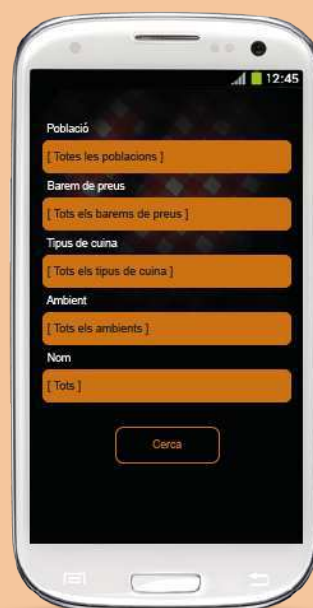 12:45
Població
[ Totes les poblacions ]
Barem de preus
[ Tots els barems de preus ]
Tipus de cuina
[ Tots els tipus de cuina ]
Ambient
[ Tots els ambients ]
Nom
[ Tots ]
Cerca